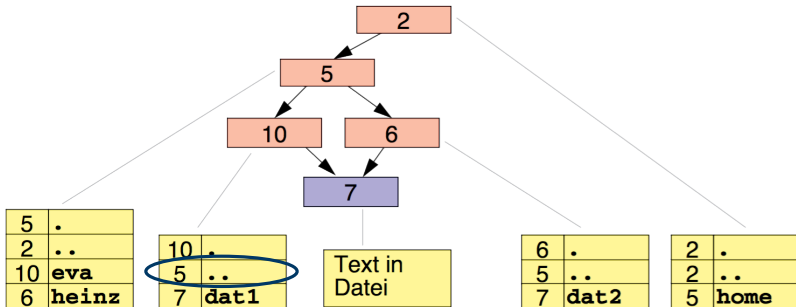 2
5
10
6
7
5 .
2 ..
10 eva
6 heinz
10 .
5 ..
7 dat1
Text in
Datei
6 .
5 ..
7 dat2
2 .
2 ..
5 home